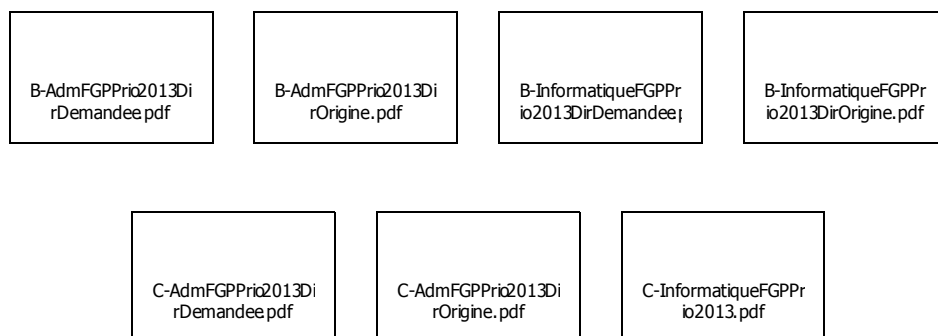 B-AdmFGPPrio2013Di
rDemandee.pdf
B-AdmFGPPrio2013Di
rOrigine.pdf
B-InformatiqueFGPPr
io2013DirDemandee.p
B-InformatiqueFGPPr
io2013DirOrigine.pdf
C-AdmFGPPrio2013Di
rDemandee.pdf
C-AdmFGPPrio2013Di
rOrigine.pdf
C-InformatiqueFGPPr
io2013.pdf